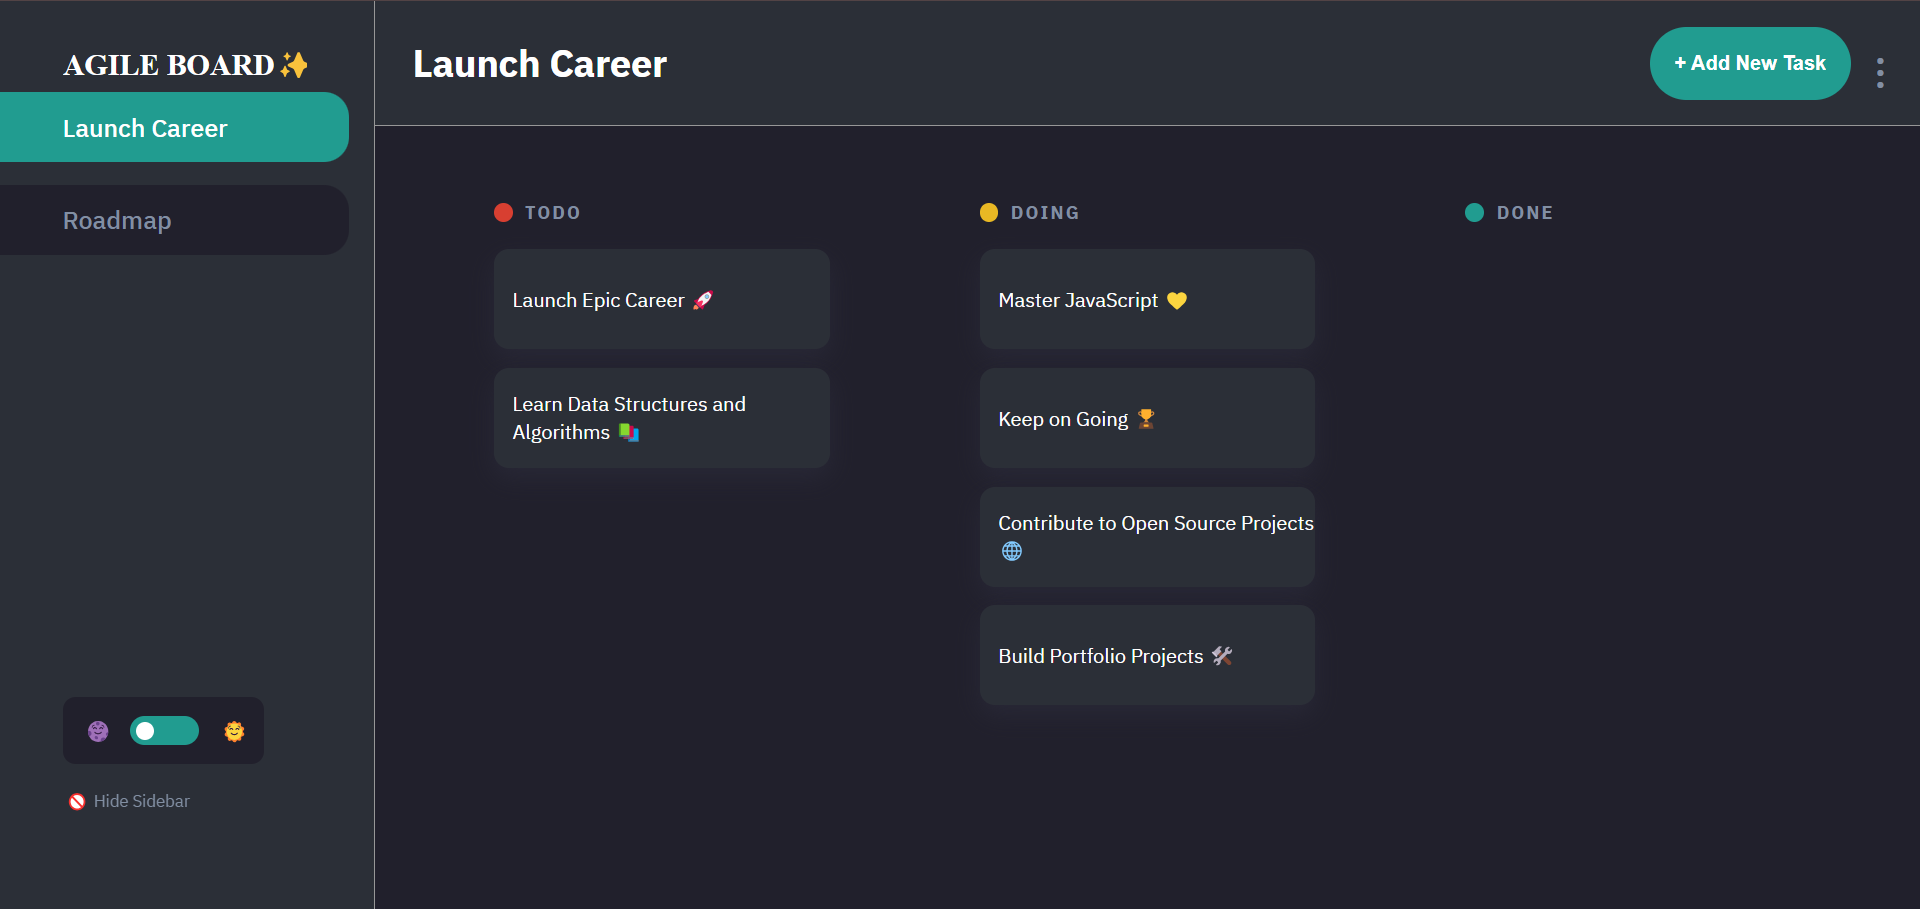 AGILE BOARD✨
Launch Career
Roadmap
Hide Sidebar
Launch Career
+ Add New Task
TODO
Launch Epic Career 🚀
Learn Data Structures and
Algorithms 📚
DOING
Master JavaScript 💛
Keep on Going 🏆
Contribute to Open Source Projects
🌐
Build Portfolio Projects 🛠️
DONE